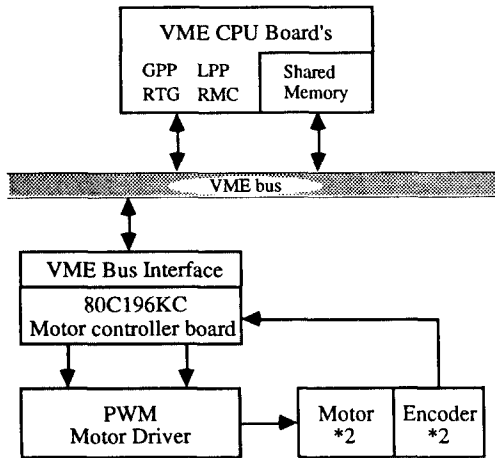 VME CPU Board's
GPP LPP
RTG RMC
Shared
Memory
VME bus
VME Bus Interface
80C196KC
Motor controller board
PWM
Motor Driver
Motor
*2
Encoder
*2